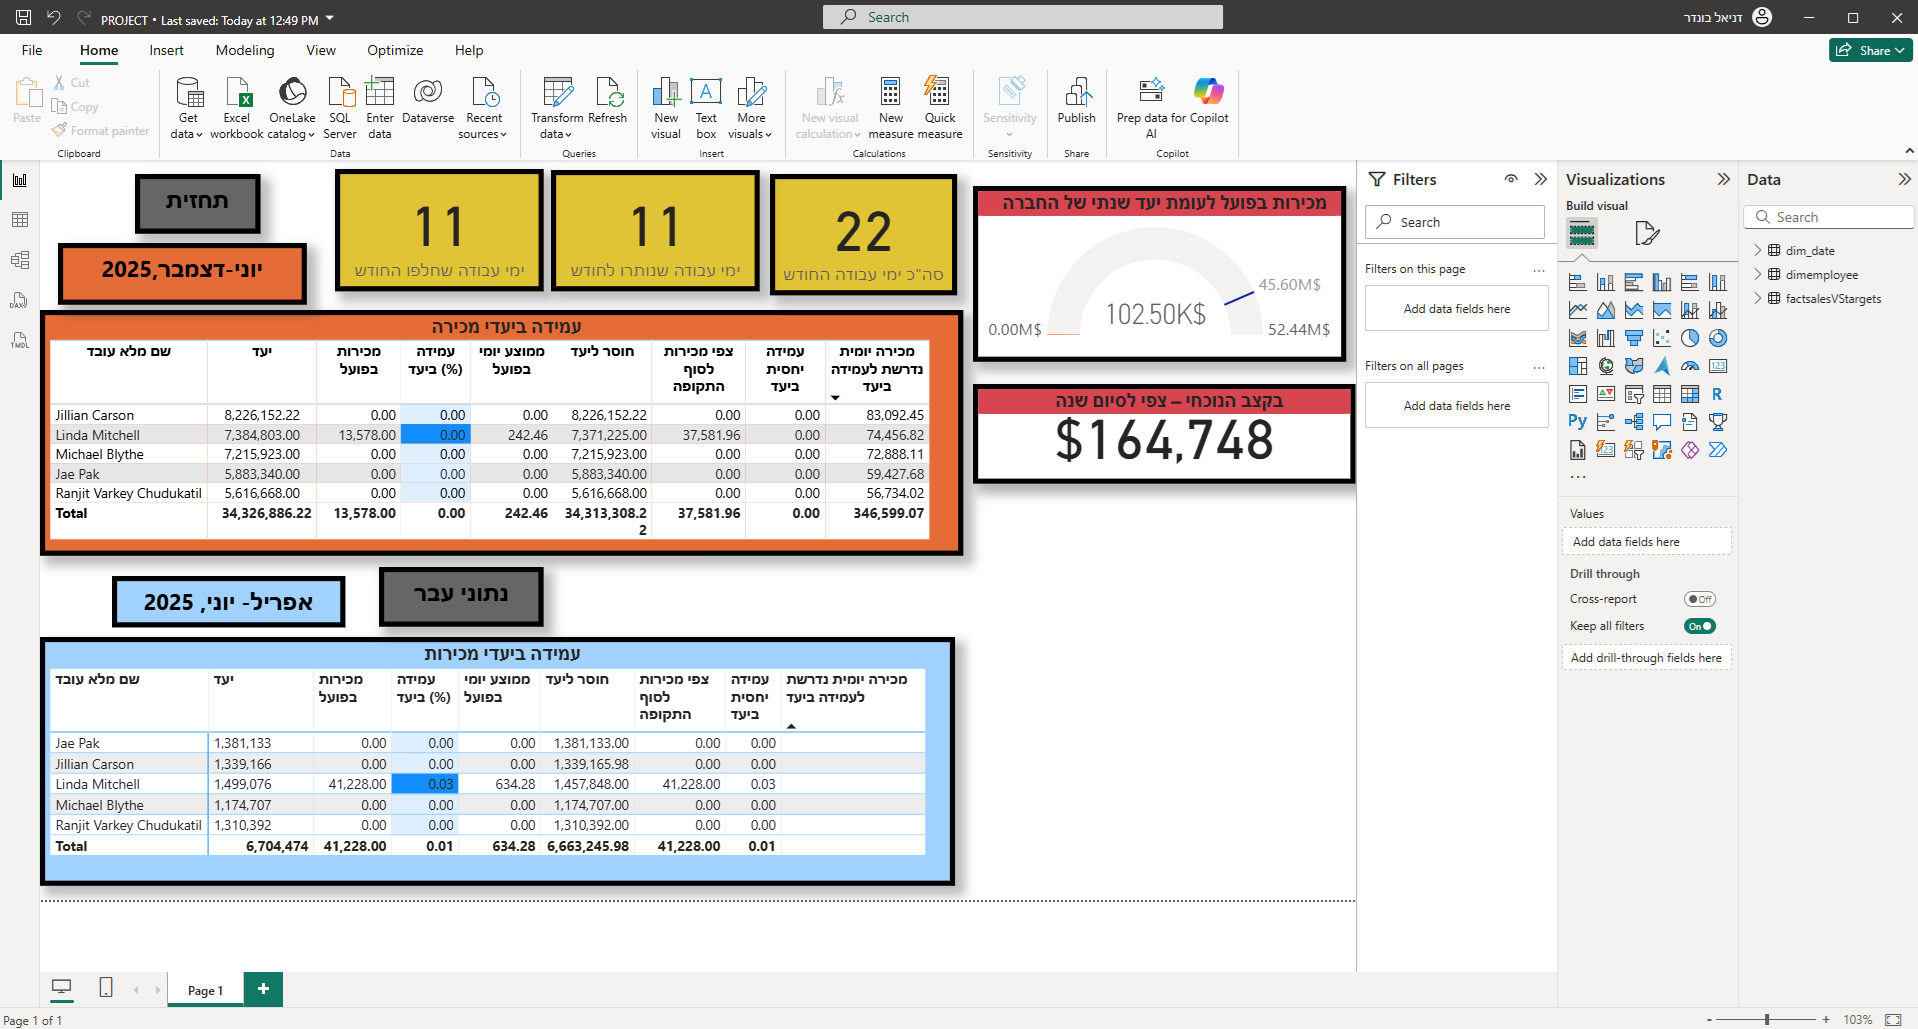 PROJECT • Last saved: Today at 12:49 PM
Search
דניאל בונדר
File Home Insert Modeling View Optimize Help
Share
Paste
Cut
Copy
Format painter
Clipboard
Get data
Excel workbook
OneLake catalog
SQL Server
Enter data
Dataverse
Recent sources
Data
Transform data
Refresh
Queries
New visual
Text box
More visuals
Insert
New visual calculation
New measure
Quick measure
Calculations
Sensitivity
Sensitivity
Publish
Share
Prep data for AI
Copilot
Copilot
תחזית
יוני-דצמבר,2025
11
ימי עבודה שחלפו החודש
11
ימי עבודה שנותרו לחודש
22
סה"כ ימי עבודה החודש
מכירות בפועל לעומת יעד שנתי של החברה
45.60M$
102.50K$
0.00M$
52.44M$
בקצב הנוכחי – צפי לסיום שנה
$164,748
עמידה ביעדי מכירה
שם מלא עובד | יעד | מכירות בפועל | עמידה ביעד (%) | ממוצע יומי בפועל | חוסר ליעד | צפי מכירות לסוף התקופה | עמידה יחסית ביעד | מכירה יומית נדרשת לעמידה ביעד
Jillian Carson 8,226,152.22 0.00 0.00 0.00 8,226,152.22 0.00 0.00 83,092.45
Linda Mitchell 7,384,803.00 13,578.00 0.00 242.46 7,371,225.00 37,581.96 0.00 74,456.82
Michael Blythe 7,215,923.00 0.00 0.00 0.00 7,215,923.00 0.00 0.00 72,888.11
Jae Pak 5,883,340.00 0.00 0.00 0.00 5,883,340.00 0.00 0.00 59,427.68
Ranjit Varkey Chudukatil 5,616,668.00 0.00 0.00 0.00 5,616,668.00 0.00 0.00 56,734.02
Total 34,326,886.22 13,578.00 0.00 242.46 34,313,308.22 37,581.96 0.00 346,599.07
אפריל- יוני, 2025
נתוני עבר
עמידה ביעדי מכירות
שם מלא עובד | יעד | מכירות בפועל | עמידה ביעד (%) | ממוצע יומי בפועל | חוסר ליעד | צפי מכירות לסוף התקופה | עמידה יחסית ביעד | מכירה יומית נדרשת לעמידה ביעד
Jae Pak 1,381,133 0.00 0.00 0.00 1,381,133.00 0.00 0.00
Jillian Carson 1,339,166 0.00 0.00 0.00 1,339,165.98 0.00 0.00
Linda Mitchell 1,499,076 41,228.00 0.03 634.28 1,457,848.00 41,228.00 0.03
Michael Blythe 1,174,707 0.00 0.00 0.00 1,174,707.00 0.00 0.00
Ranjit Varkey Chudukatil 1,310,392 0.00 0.00 0.00 1,310,392.00 0.00 0.00
Total 6,704,474 41,228.00 0.01 634.28 6,663,245.98 41,228.00 0.01
Filters
Search
Filters on this page ...
Add data fields here
Filters on all pages ...
Add data fields here
Visualizations
Build visual
R
Py
123
...
Values
Add data fields here
Drill through
Cross-report Off
Keep all filters On
Add drill-through fields here
Data
Search
dim_date
dimemployee
factsalesVStargets
DAX
TMDL
Page 1 +
Page 1 of 1
- + 103%